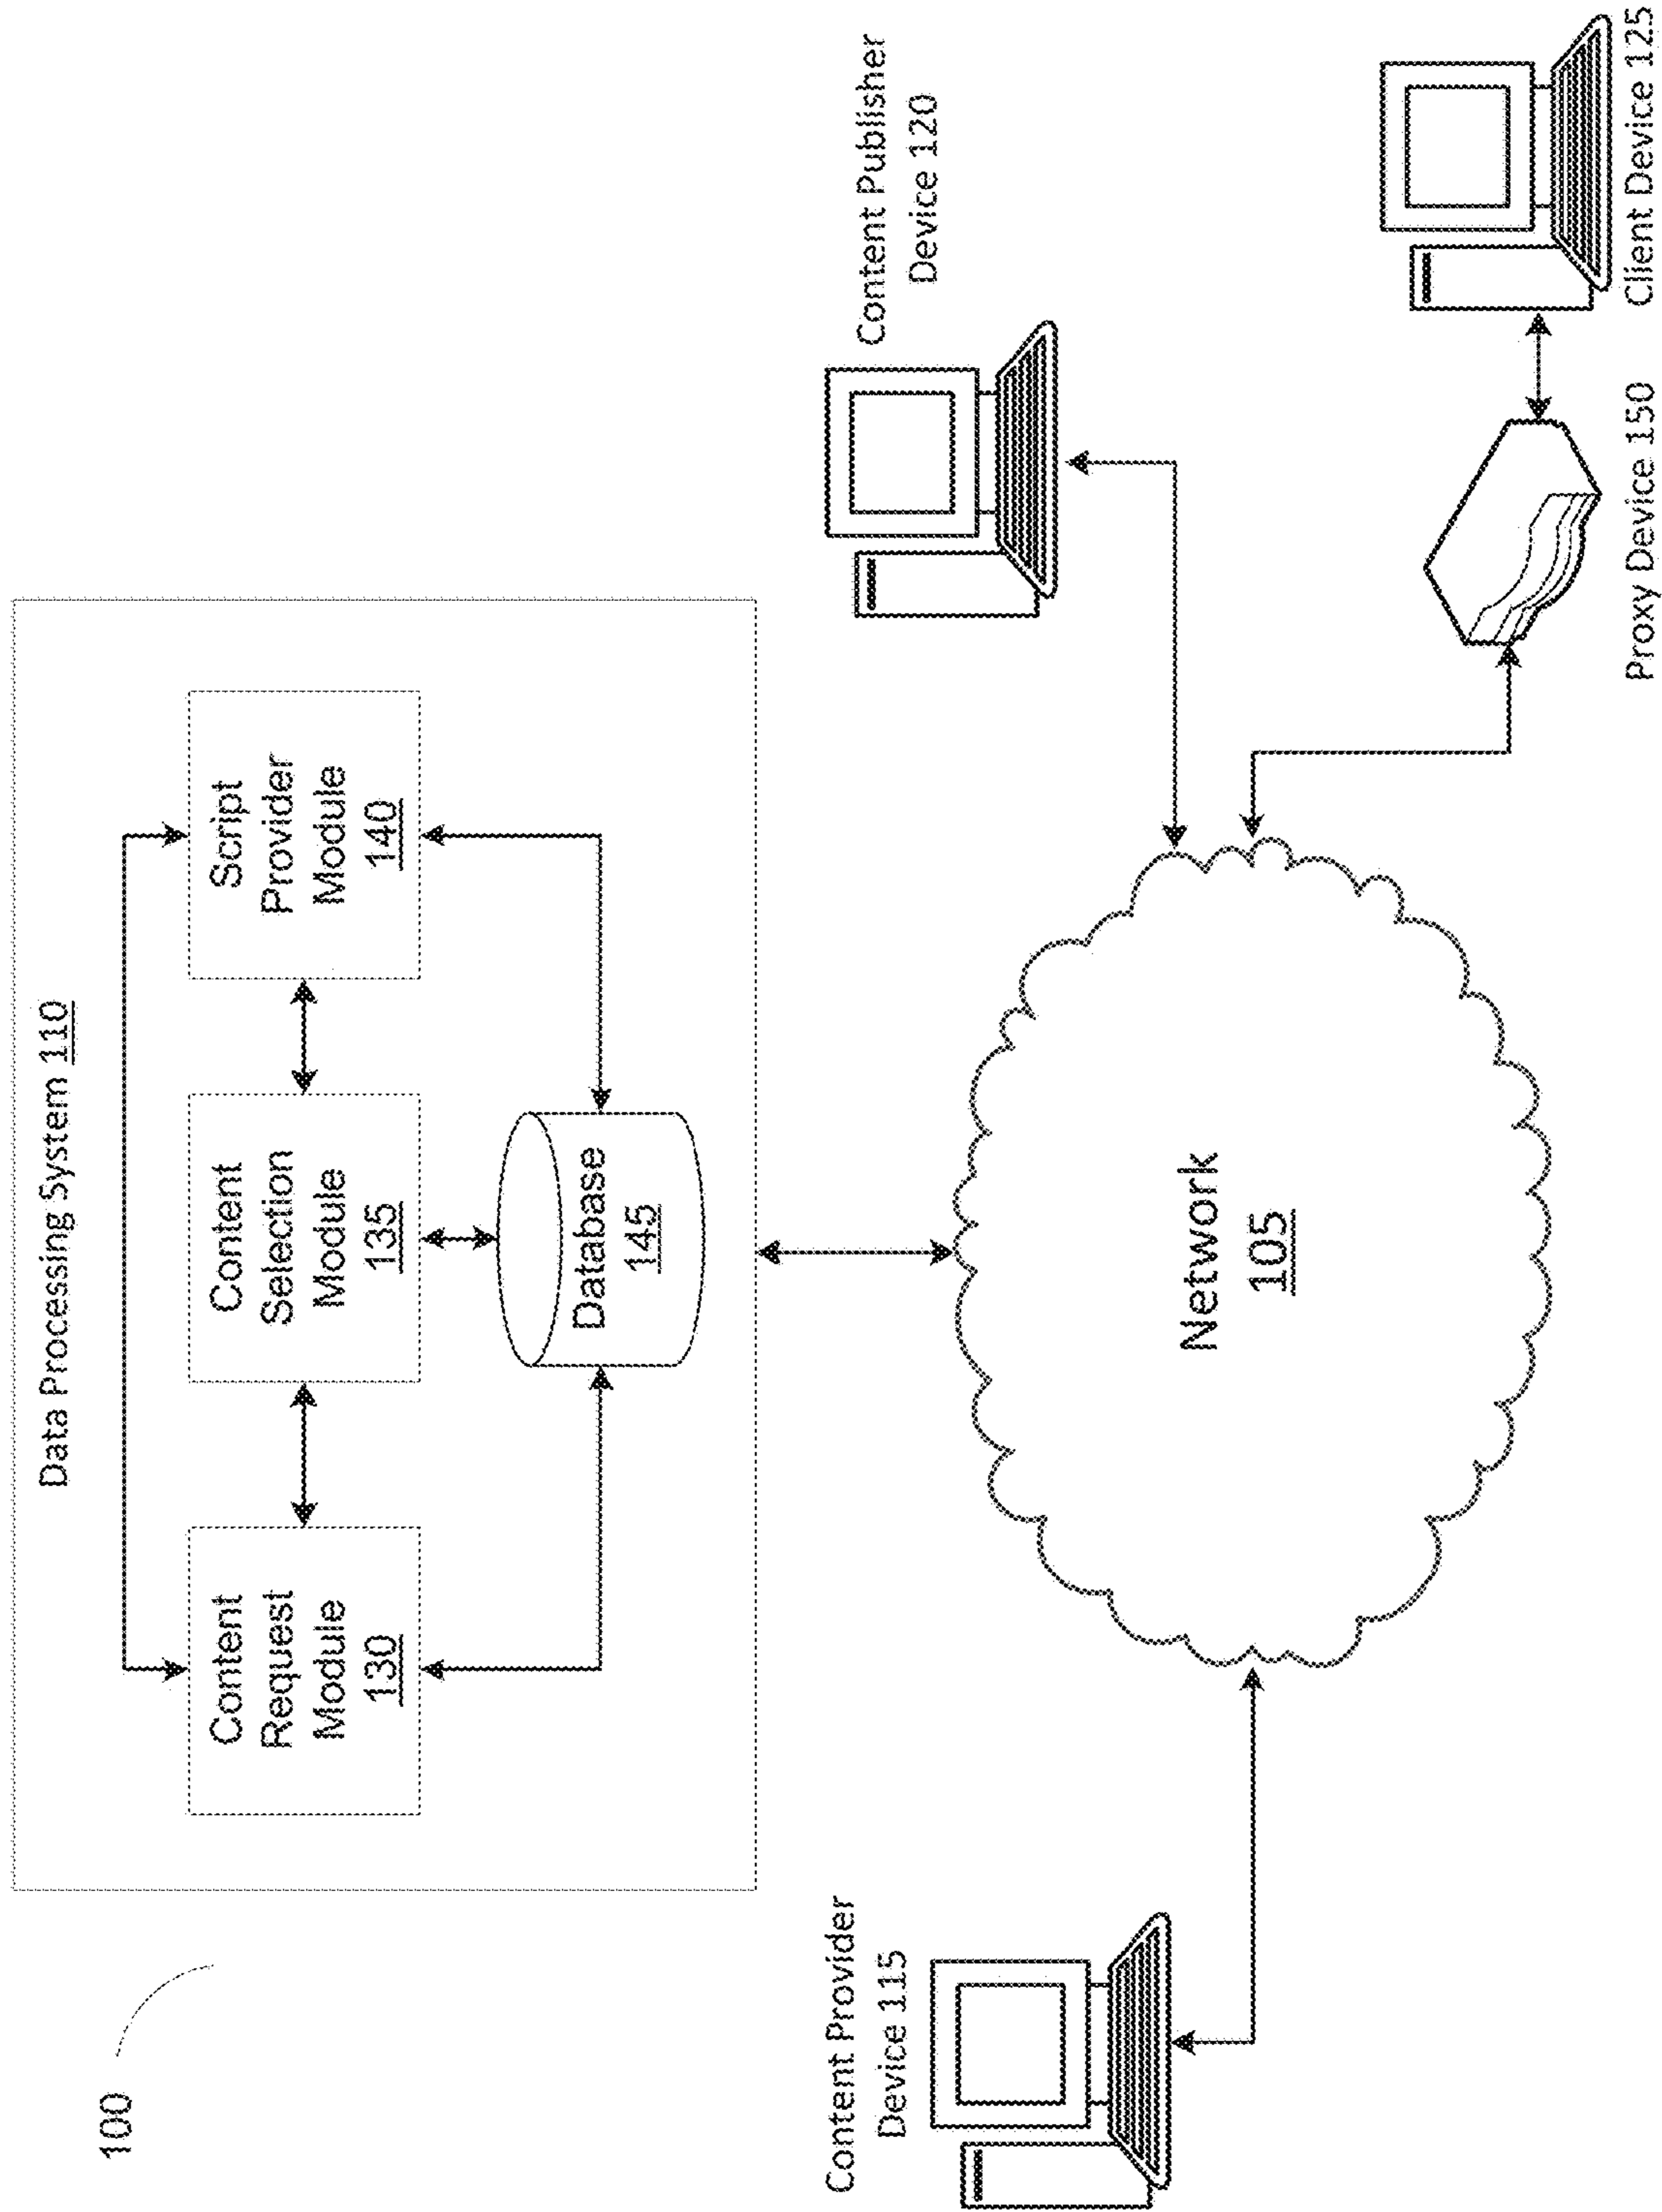 100
Data Processing System 110
Content
Request
Module
130
Content
Selection
Module
135
Script
Provider
Module
140
Database
145
Content Provider
Device 115
Network
105
Content Publisher
Device 120
Proxy Device 150
Client Device 125